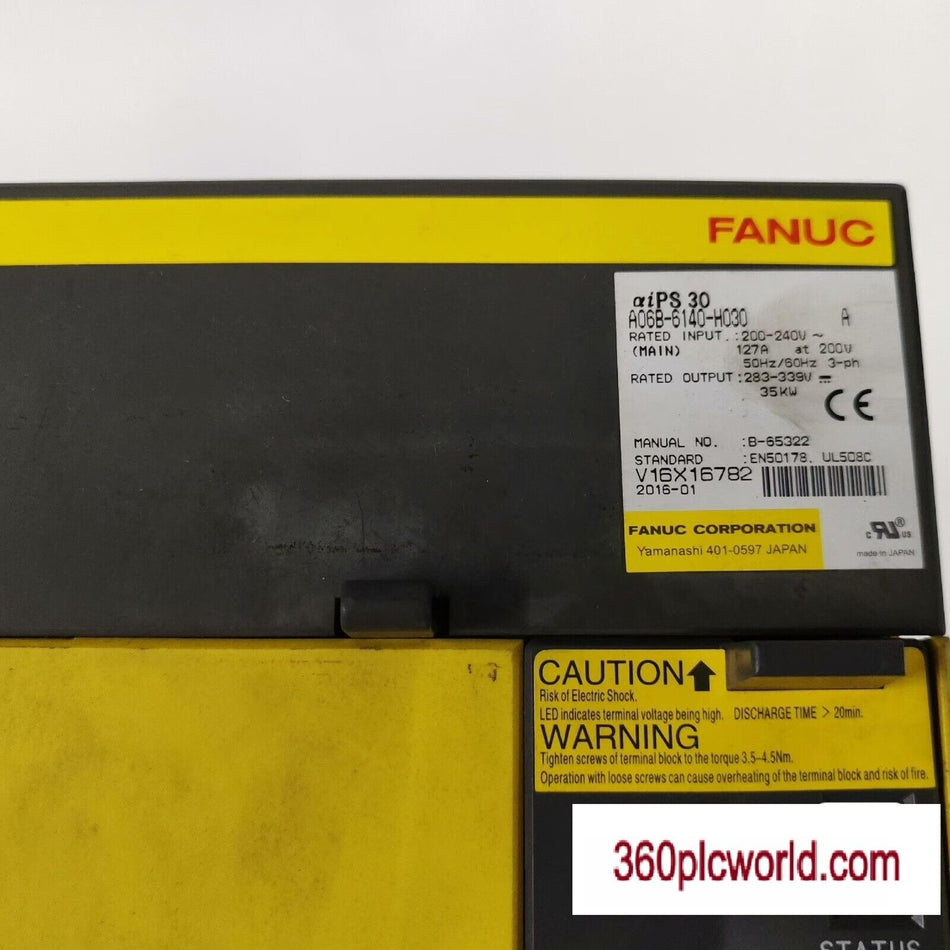 FANUC
αiPS 30
A06B-6140-H030 A
RATED INPUT. :200-240V ~
(MAIN) 127A at 200V
50Hz/60Hz 3-ph
RATED OUTPUT :283-339V ⎓
35kW
CE
MANUAL NO. :B-65322
STANDARD :EN50178. UL508C
V16X16782
2016-01
FANUC CORPORATION
Yamanashi 401-0597 JAPAN
c RU ® US
made in JAPAN
CAUTION
Risk of Electric Shock.
LED indicates terminal voltage being high. DISCHARGE TIME > 20min.
WARNING
Tighten screws of terminal block to the torque 3.5-4.5Nm.
Operation with loose screws can cause overheating of the terminal block and risk of fire.
360plcworld.com
STATUS